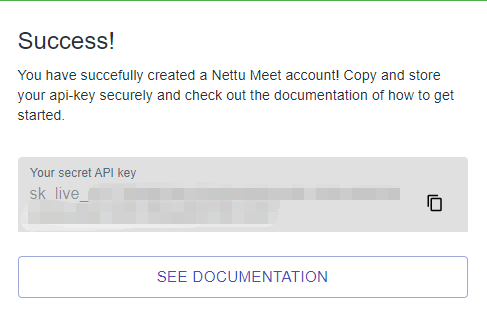 Success!
You have succefully created a Nettu Meet account! Copy and store
your api-key securely and check out the documentation of how to get
started.
Your secret API key
sk_live_
SEE DOCUMENTATION